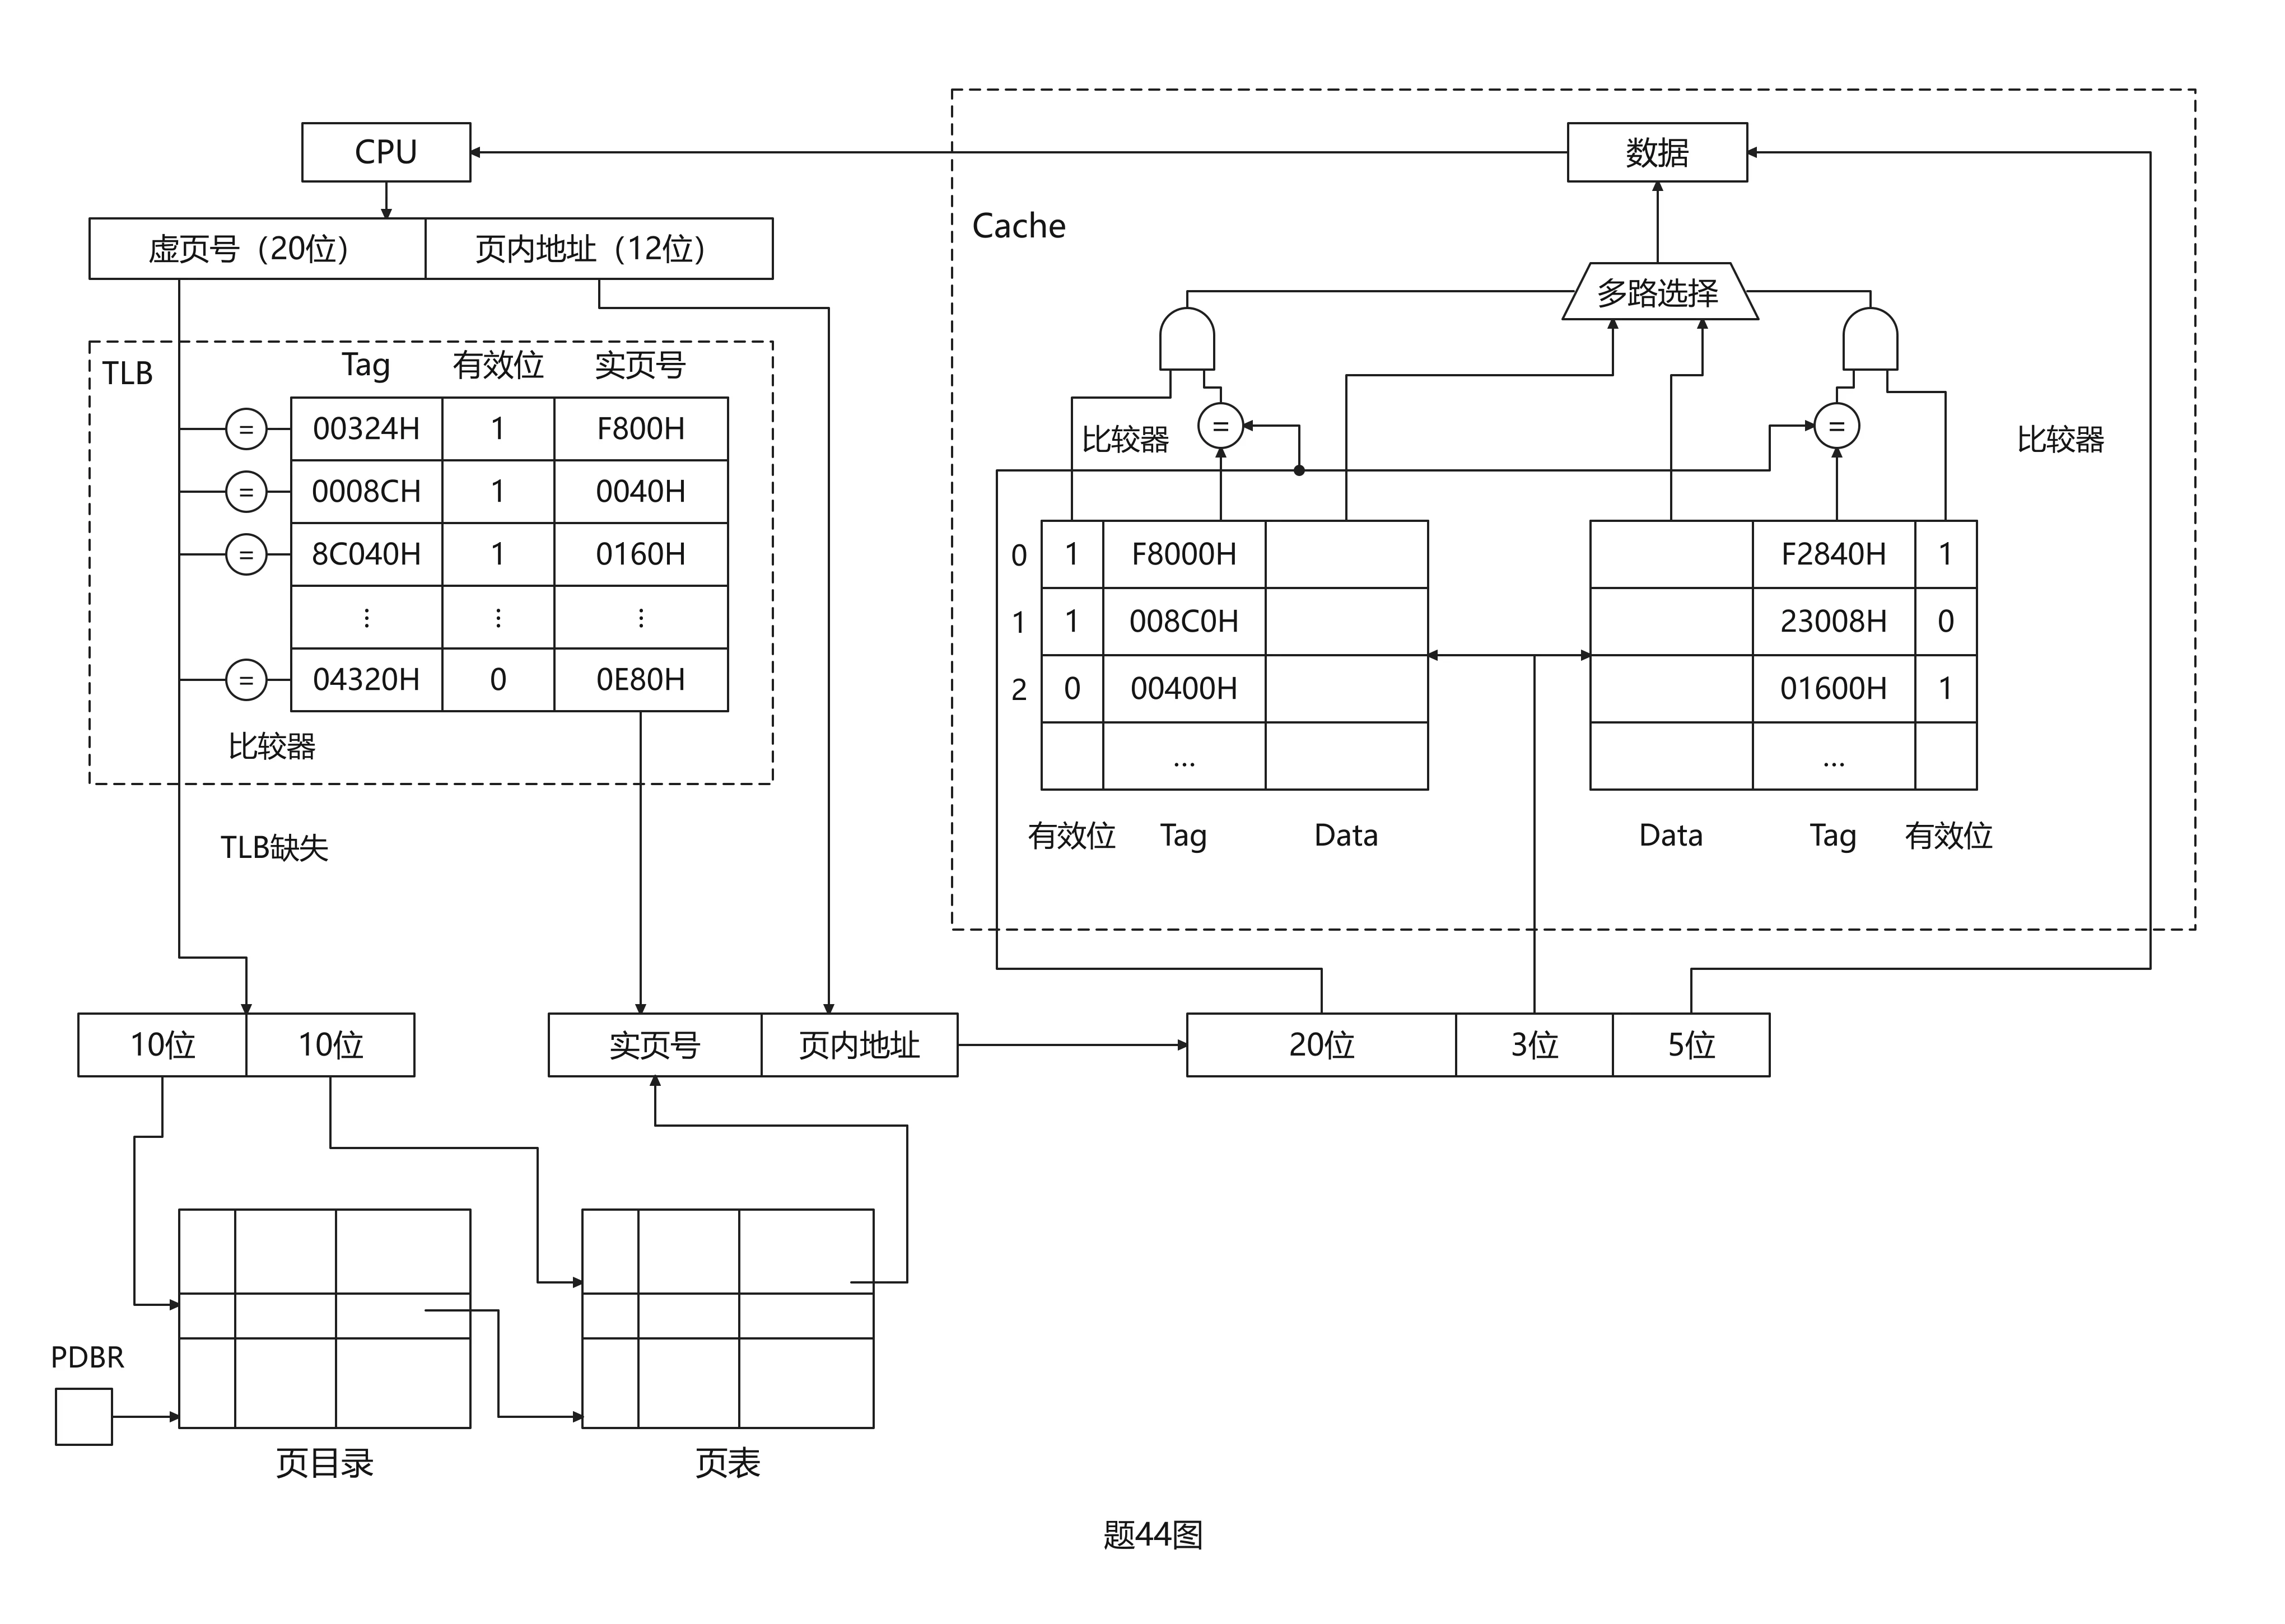 CPU
数据
Cache
虚页号（20位） 页内地址（12位）
多路选择
TLB Tag 有效位 实页号
= 00324H 1 F800H
= 0008CH 1 0040H
= 8C040H 1 0160H
⋮ ⋮ ⋮
= 04320H 0 0E80H
比较器
比较器 = = 比较器
0 1 F8000H F2840H 1
1 1 008C0H 23008H 0
2 0 00400H 01600H 1
… …
有效位 Tag Data Data Tag 有效位
TLB缺失
10位 10位 实页号 页内地址 20位 3位 5位
PDBR
页目录 页表
题44图